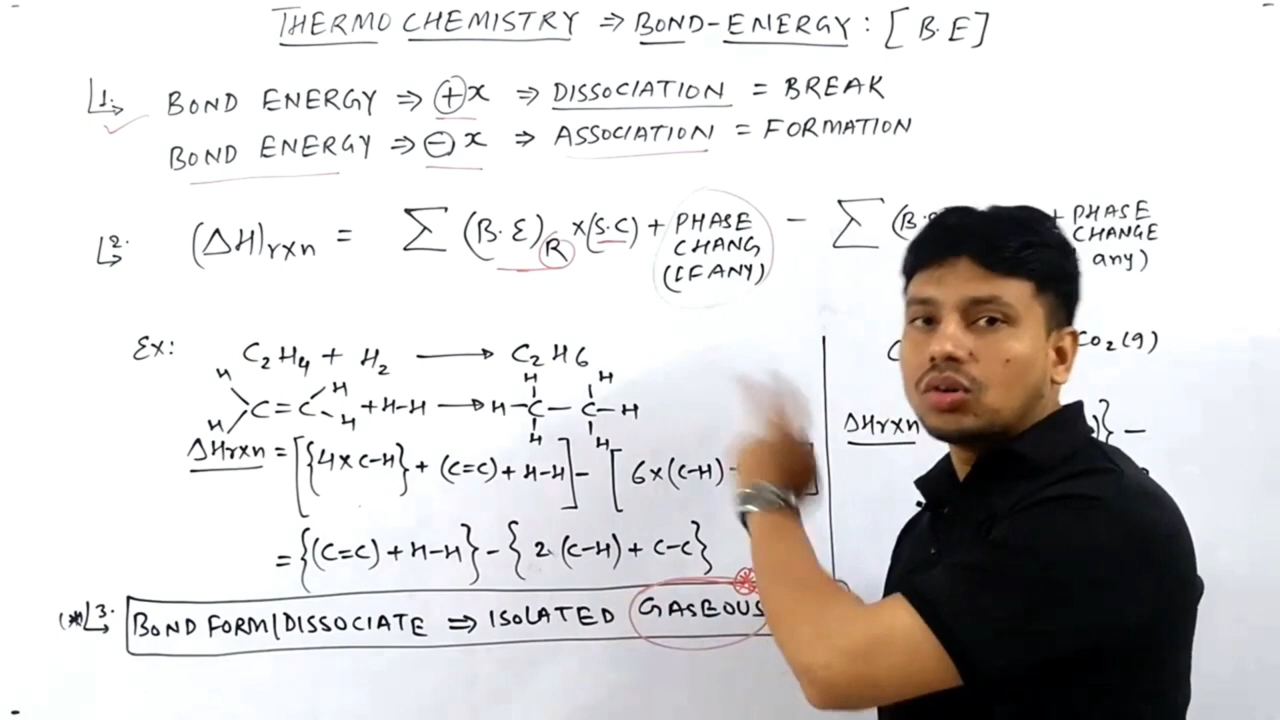 THERMO CHEMISTRY ⇒ BOND-ENERGY: [B.E]
1. BOND ENERGY ⇒ ⊕x ⇒ DISSOCIATION = BREAK
BOND ENERGY ⇒ ⊖x ⇒ ASSOCIATION = FORMATION
2. (ΔH)rxn = Σ (B.E)R ×(S.C) + PHASE CHANG (IF ANY) − Σ (B. + PHASE CHANGE any)
Ex: C2H4 + H2 ⟶ C2H6
H H
H C=C H + H-H ⟶ H-C-C-H
H H
H H
ΔHrxn = [{4×C-H} + (C=C) + H-H] − [6×(C-H)
= {(C=C) + H-H} − {2(C-H) + C-C}
(**) 3. BOND FORM/DISSOCIATE ⇒ ISOLATED GASEOUS
CO2(g)
ΔHrxn )} −